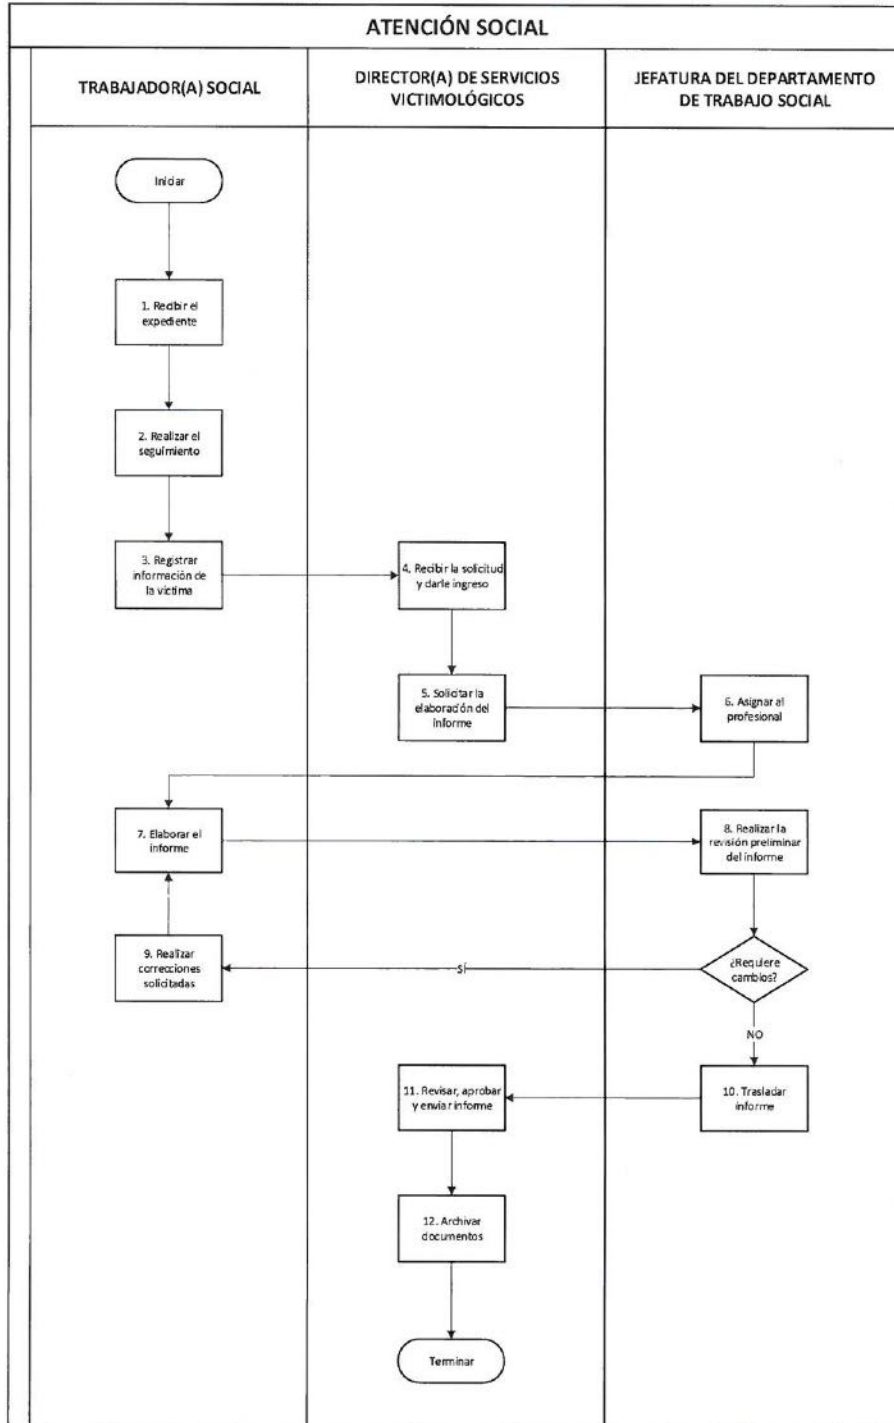 ATENCIÓN SOCIAL
TRABAJADOR(A) SOCIAL
DIRECTOR(A) DE SERVICIOS
VICTIMOLÓGICOS
JEFATURA DEL DEPARTAMENTO
DE TRABAJO SOCIAL
Iniciar
1. Recibir el
expediente
2. Realizar el
seguimiento
3. Registrar
información de
la víctima
4. Recibir la solicitud
y darle ingreso
5. Solicitar la
elaboración del
informe
6. Asignar al
profesional
7. Elaborar el
informe
8. Realizar la
revisión preliminar
del informe
9. Realizar
correcciones
solicitadas
SÍ
¿Requiere
cambios?
NO
11. Revisar, aprobar
y enviar informe
10. Trasladar
informe
12. Archivar
documentos
Terminar